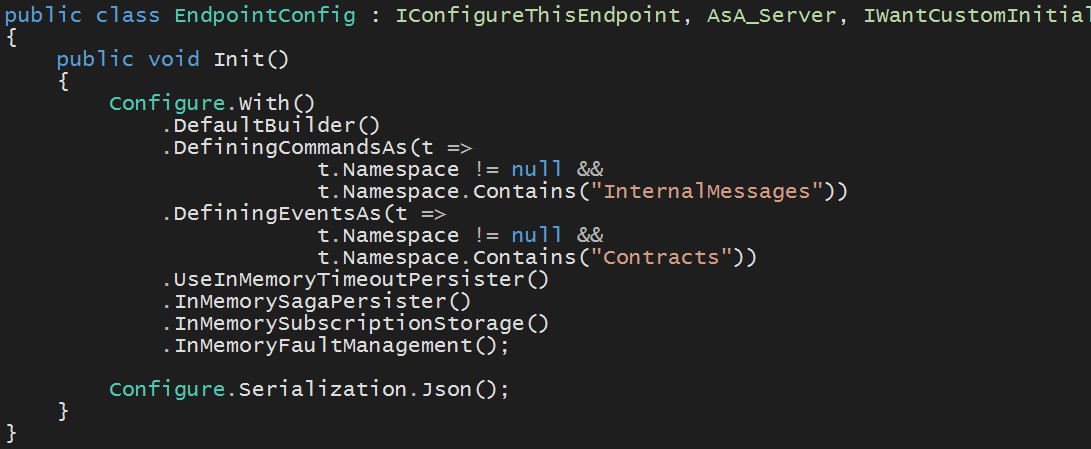 public class EndpointConfig : IConfigureThisEndpoint, AsA_Server, IWantCustomInitial
{
    public void Init()
    {
        Configure.With()
            .DefaultBuilder()
            .DefiningCommandsAs(t =>
                        t.Namespace != null &&
                        t.Namespace.Contains("InternalMessages"))
            .DefiningEventsAs(t =>
                        t.Namespace != null &&
                        t.Namespace.Contains("Contracts"))
            .UseInMemoryTimeoutPersister()
            .InMemorySagaPersister()
            .InMemorySubscriptionStorage()
            .InMemoryFaultManagement();

        Configure.Serialization.Json();
    }
}